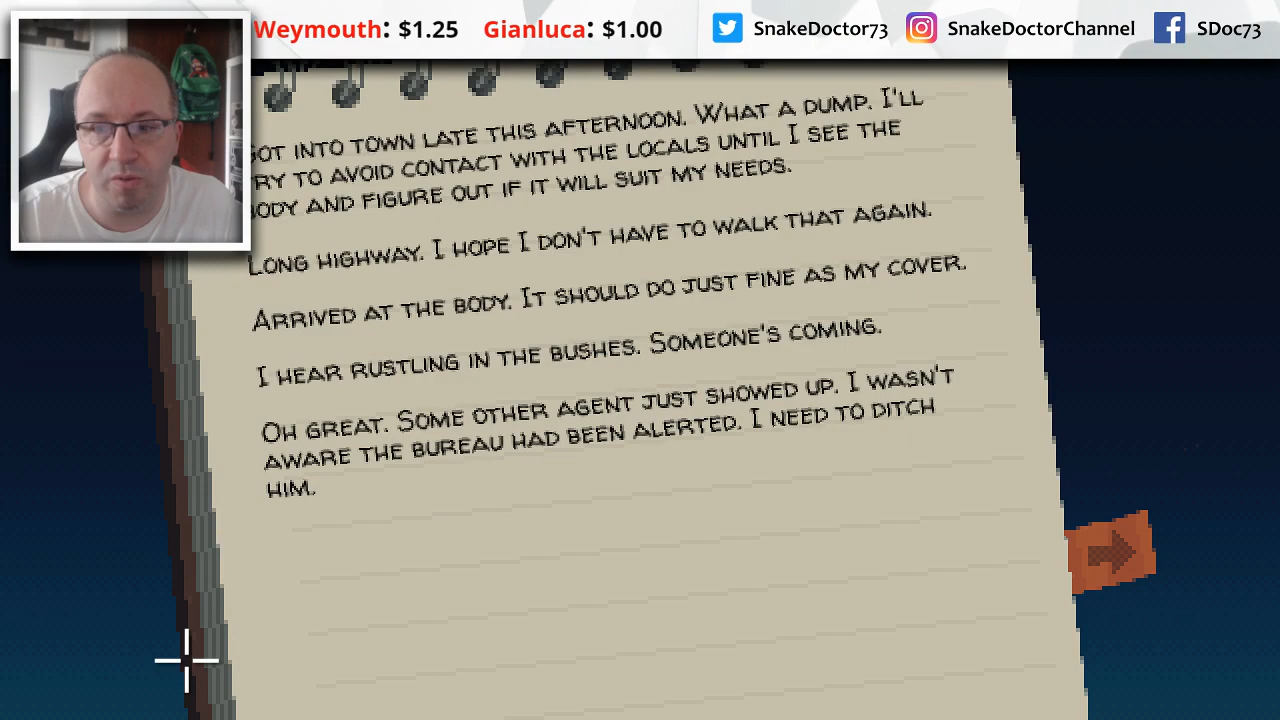 Weymouth: $1.25 Gianluca: $1.00 SnakeDoctor73 SnakeDoctorChannel SDoc73
INTO TOWN LATE THIS AFTERNOON. WHAT A DUMP. I'LL
TO AVOID CONTACT WITH THE LOCALS UNTIL I SEE THE
BODY AND FIGURE OUT IF IT WILL SUIT MY NEEDS.
LONG HIGHWAY. I HOPE I DON'T HAVE TO WALK THAT AGAIN.
ARRIVED AT THE BODY. IT SHOULD DO JUST FINE AS MY COVER.
I HEAR RUSTLING IN THE BUSHES. SOMEONE'S COMING.
OH GREAT. SOME OTHER AGENT JUST SHOWED UP. I WASN'T
AWARE THE BUREAU HAD BEEN ALERTED. I NEED TO DITCH
HIM.